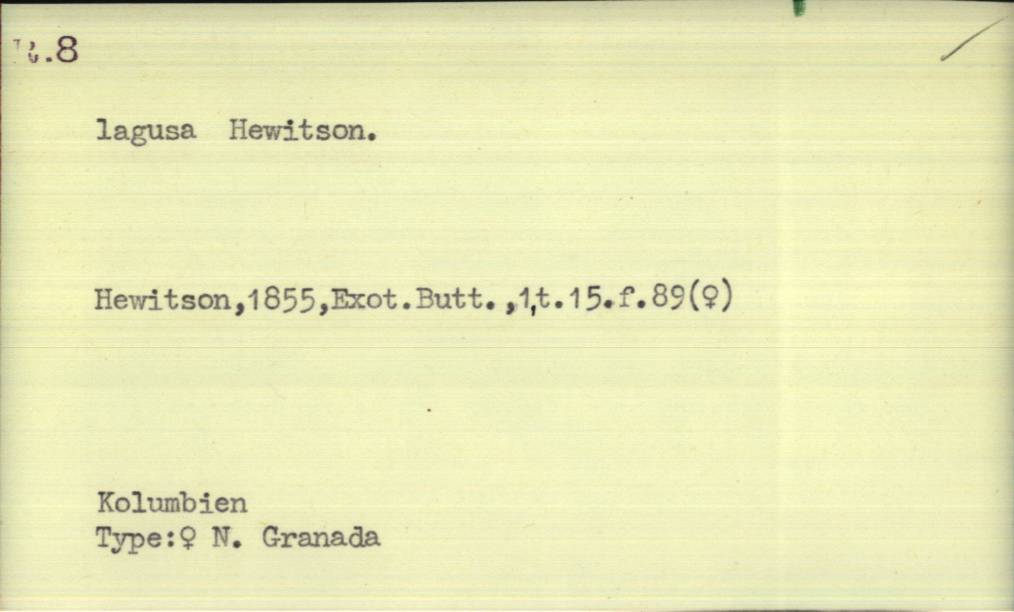 .8
lagusa Hewitson.
Hewitson,1855,Exot.Butt.,1,t.15.f.89(♀)
Kolumbien
Type:♀ N. Granada